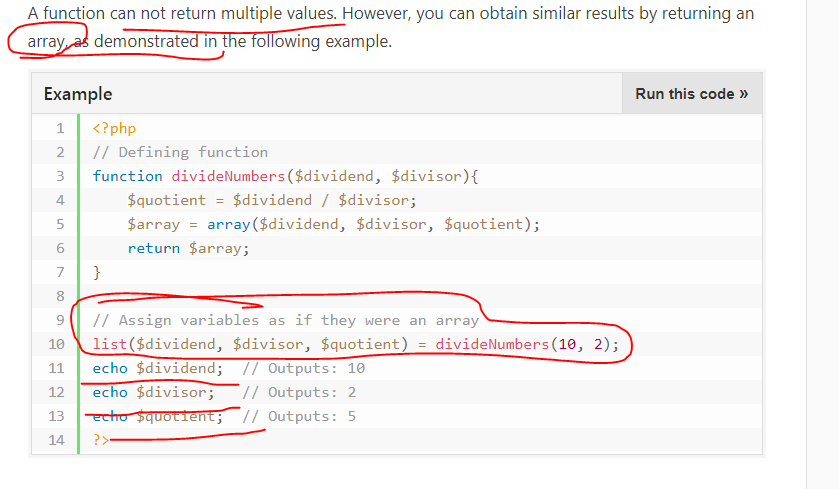 A function can not return multiple values. However, you can obtain similar results by returning an
array, as demonstrated in the following example.
Example
Run this code »
1 <?php
2 // Defining function
3 function divideNumbers($dividend, $divisor){
4     $quotient = $dividend / $divisor;
5     $array = array($dividend, $divisor, $quotient);
6     return $array;
7 }
8
9 // Assign variables as if they were an array
10 list($dividend, $divisor, $quotient) = divideNumbers(10, 2);
11 echo $dividend;  // Outputs: 10
12 echo $divisor;   // Outputs: 2
13 echo $quotient;  // Outputs: 5
14 ?>